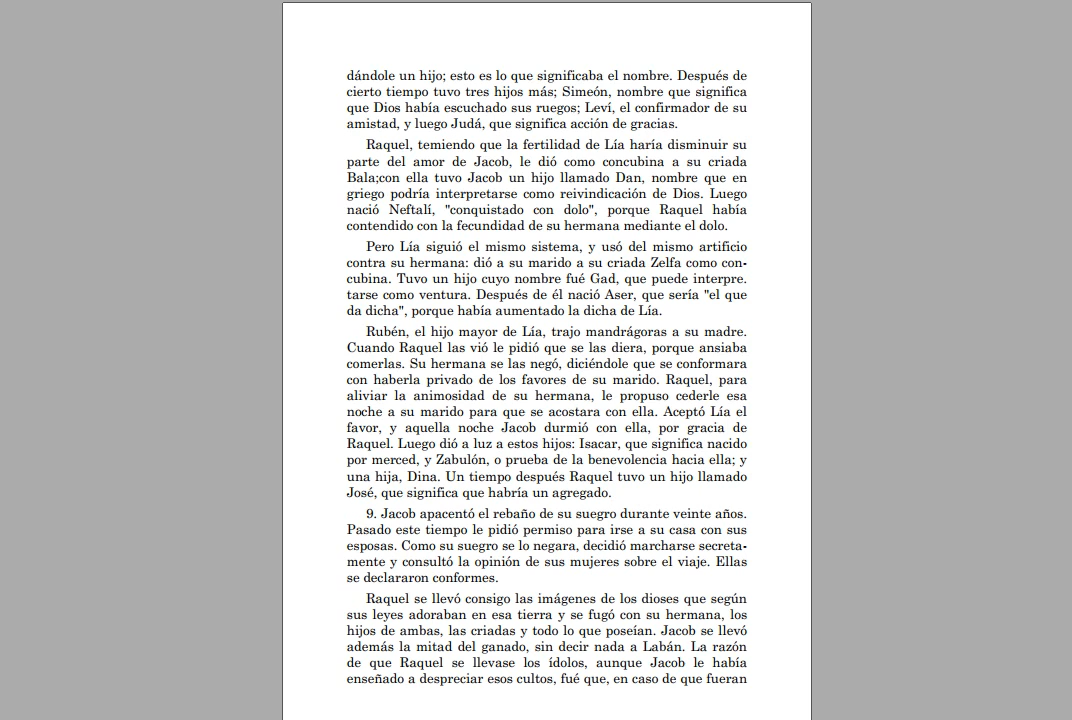 dándole un hijo; esto es lo que significaba el nombre. Después de
cierto tiempo tuvo tres hijos más; Simeón, nombre que significa
que Dios había escuchado sus ruegos; Leví, el confirmador de su
amistad, y luego Judá, que significa acción de gracias.
Raquel, temiendo que la fertilidad de Lía haría disminuir su
parte del amor de Jacob, le dió como concubina a su criada
Bala;con ella tuvo Jacob un hijo llamado Dan, nombre que en
griego podría interpretarse como reivindicación de Dios. Luego
nació Neftalí, "conquistado con dolo", porque Raquel había
contendido con la fecundidad de su hermana mediante el dolo.
Pero Lía siguió el mismo sistema, y usó del mismo artificio
contra su hermana: dió a su marido a su criada Zelfa como con-
cubina. Tuvo un hijo cuyo nombre fué Gad, que puede interpre.
tarse como ventura. Después de él nació Aser, que sería "el que
da dicha", porque había aumentado la dicha de Lía.
Rubén, el hijo mayor de Lía, trajo mandrágoras a su madre.
Cuando Raquel las vió le pidió que se las diera, porque ansiaba
comerlas. Su hermana se las negó, diciéndole que se conformara
con haberla privado de los favores de su marido. Raquel, para
aliviar la animosidad de su hermana, le propuso cederle esa
noche a su marido para que se acostara con ella. Aceptó Lía el
favor, y aquella noche Jacob durmió con ella, por gracia de
Raquel. Luego dió a luz a estos hijos: Isacar, que significa nacido
por merced, y Zabulón, o prueba de la benevolencia hacia ella; y
una hija, Dina. Un tiempo después Raquel tuvo un hijo llamado
José, que significa que habría un agregado.
9. Jacob apacentó el rebaño de su suegro durante veinte años.
Pasado este tiempo le pidió permiso para irse a su casa con sus
esposas. Como su suegro se lo negara, decidió marcharse secreta-
mente y consultó la opinión de sus mujeres sobre el viaje. Ellas
se declararon conformes.
Raquel se llevó consigo las imágenes de los dioses que según
sus leyes adoraban en esa tierra y se fugó con su hermana, los
hijos de ambas, las criadas y todo lo que poseían. Jacob se llevó
además la mitad del ganado, sin decir nada a Labán. La razón
de que Raquel se llevase los ídolos, aunque Jacob le había
enseñado a despreciar esos cultos, fué que, en caso de que fueran